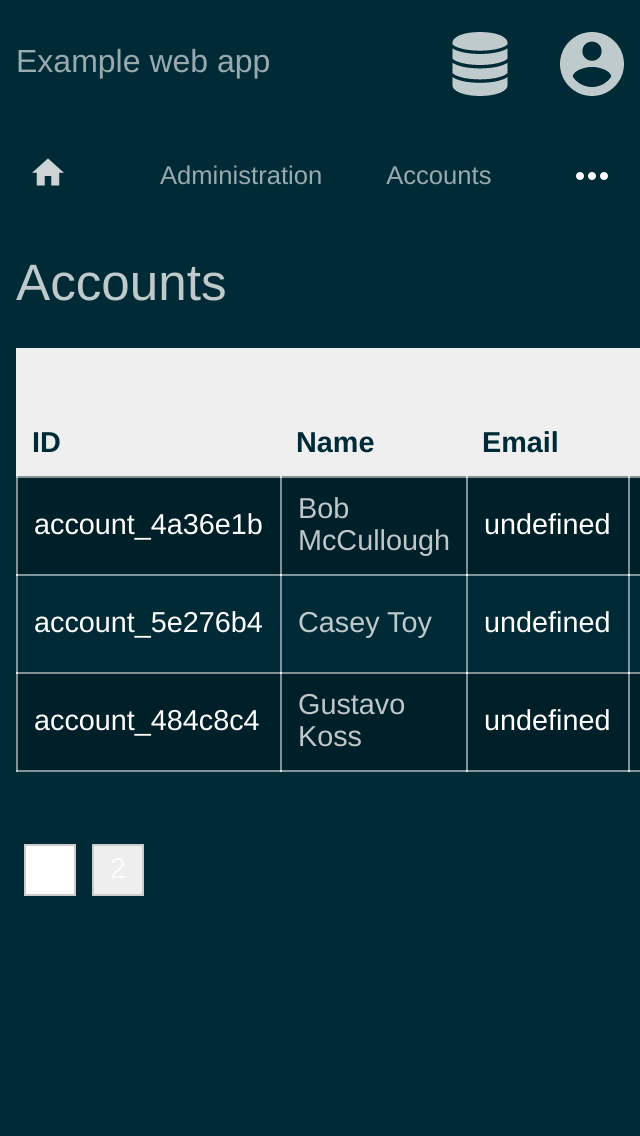 Example web app
Administration Accounts
Accounts
ID Name Email
account_4a36e1b Bob McCullough undefined
account_5e276b4 Casey Toy undefined
account_484c8c4 Gustavo Koss undefined
2